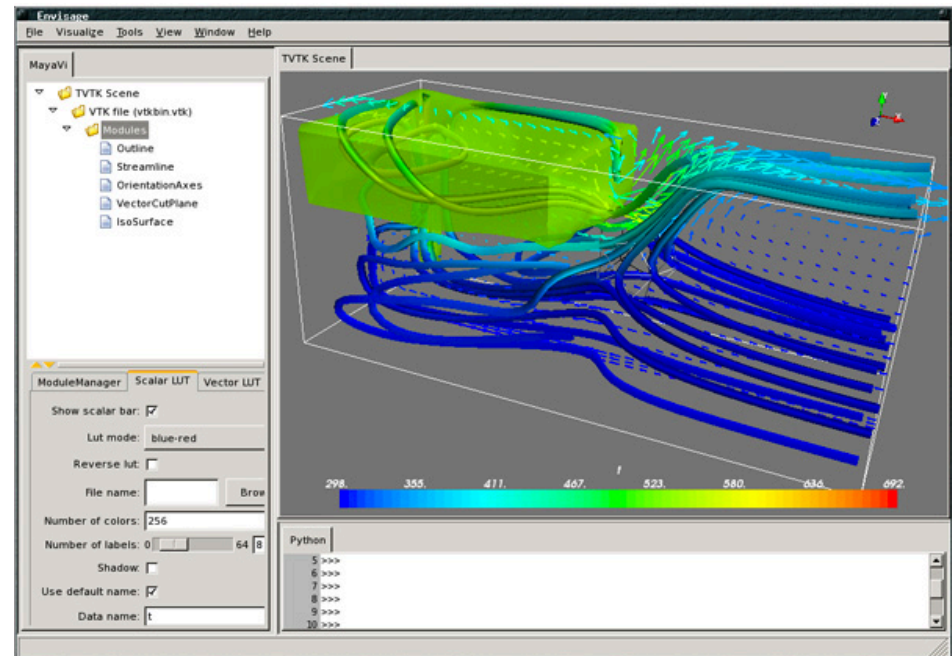 Envisage
File Visualize Tools View Window Help
MayaVi
TVTK Scene
VTK file (vtkbin.vtk)
Modules
Outline
Streamline
OrientationAxes
VectorCutPlane
IsoSurface
ModuleManager Scalar LUT Vector LUT
Show scalar bar:
Lut mode: blue-red
Reverse lut:
File name: Brow
Number of colors: 256
Number of labels: 0 64 8
Shadow:
Use default name:
Data name: t
TVTK Scene
t
298. 355. 411. 467. 523. 580. 636. 692.
Python
5 >>>
6 >>>
7 >>>
8 >>>
9 >>>
10 >>>